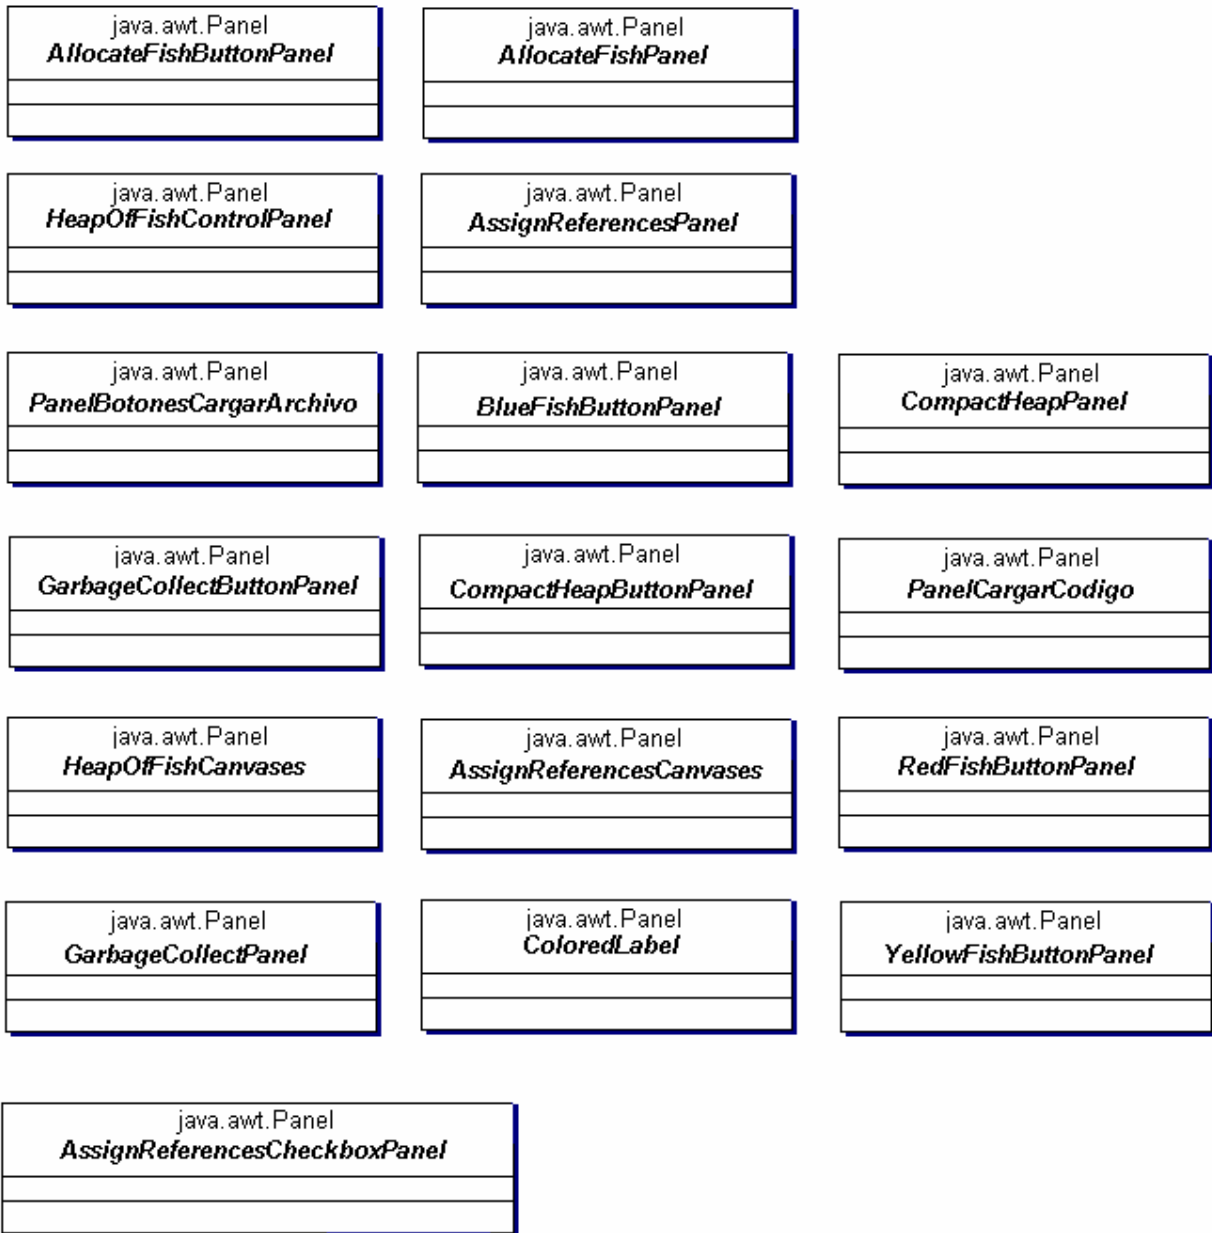 java.awt.Panel
AllocateFishButtonPanel
java.awt.Panel
AllocateFishPanel
java.awt.Panel
HeapOfFishControlPanel
java.awt.Panel
AssignReferencesPanel
java.awt.Panel
PanelBotonesCargarArchivo
java.awt.Panel
BlueFishButtonPanel
java.awt.Panel
CompactHeapPanel
java.awt.Panel
GarbageCollectButtonPanel
java.awt.Panel
CompactHeapButtonPanel
java.awt.Panel
PanelCargarCodigo
java.awt.Panel
HeapOfFishCanvases
java.awt.Panel
AssignReferencesCanvases
java.awt.Panel
RedFishButtonPanel
java.awt.Panel
GarbageCollectPanel
java.awt.Panel
ColoredLabel
java.awt.Panel
YellowFishButtonPanel
java.awt.Panel
AssignReferencesCheckboxPanel